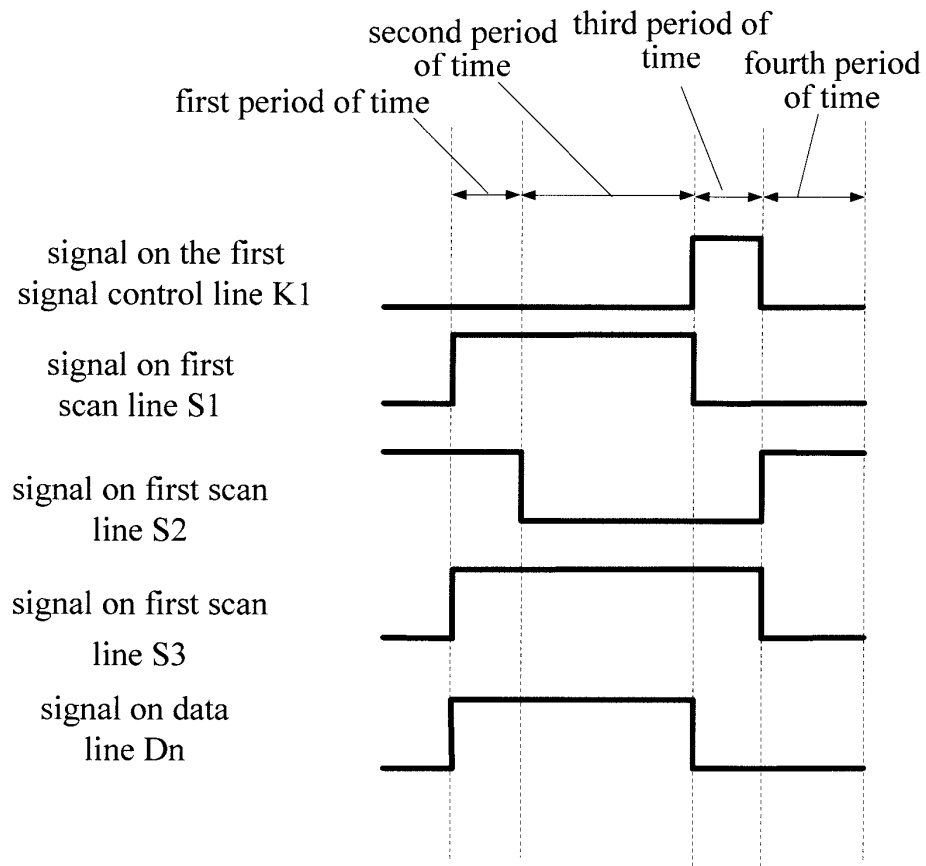 second period
of time
third period of
time
fourth period
of time
first period of time
signal on the first
signal control line K1
signal on first
scan line S1
signal on first scan
line S2
signal on first scan
line S3
signal on data
line Dn